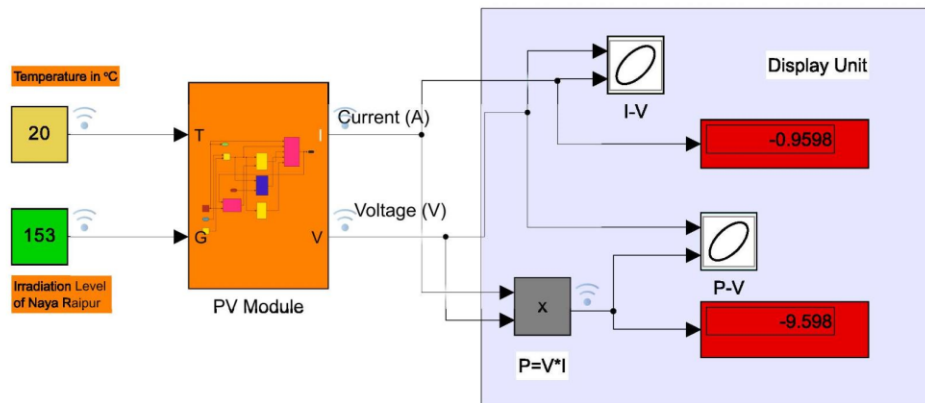 Temperature in ºC
20
153
Irradiation Level
of Naya Raipur
T
G
I
V
PV Module
Current (A)
Voltage (V)
Display Unit
I-V
-0.9598
P-V
-9.598
x
P=V*I